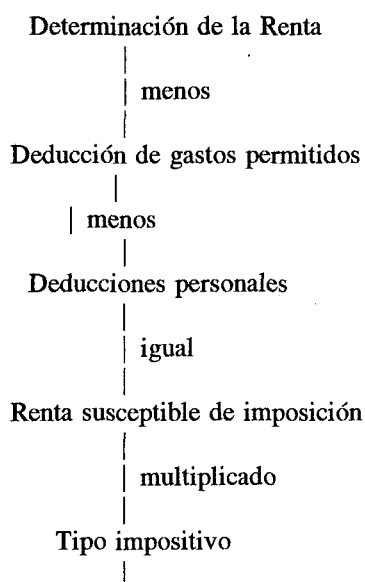 Determinación de la Renta
menos
Deducción de gastos permitidos
menos
Deducciones personales
igual
Renta susceptible de imposición
multiplicado
Tipo impositivo